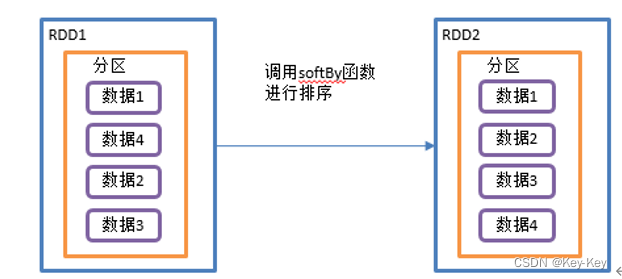 RDD1
分区
数据1
数据4
数据2
数据3
调用softBy函数
进行排序
RDD2
分区
数据1
数据2
数据3
数据4
CSDN @Key-Key